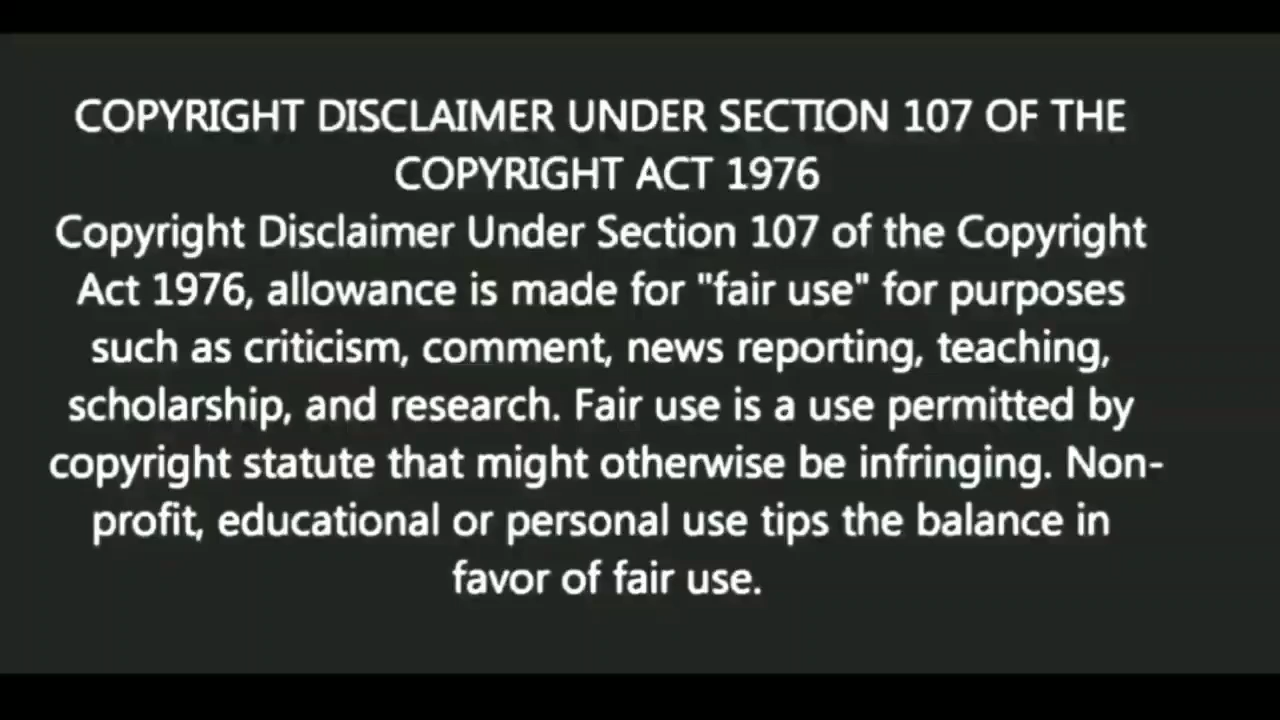 COPYRIGHT DISCLAIMER UNDER SECTION 107 OF THE
COPYRIGHT ACT 1976
Copyright Disclaimer Under Section 107 of the Copyright
Act 1976, allowance is made for "fair use" for purposes
such as criticism, comment, news reporting, teaching,
scholarship, and research. Fair use is a use permitted by
copyright statute that might otherwise be infringing. Non-
profit, educational or personal use tips the balance in
favor of fair use.